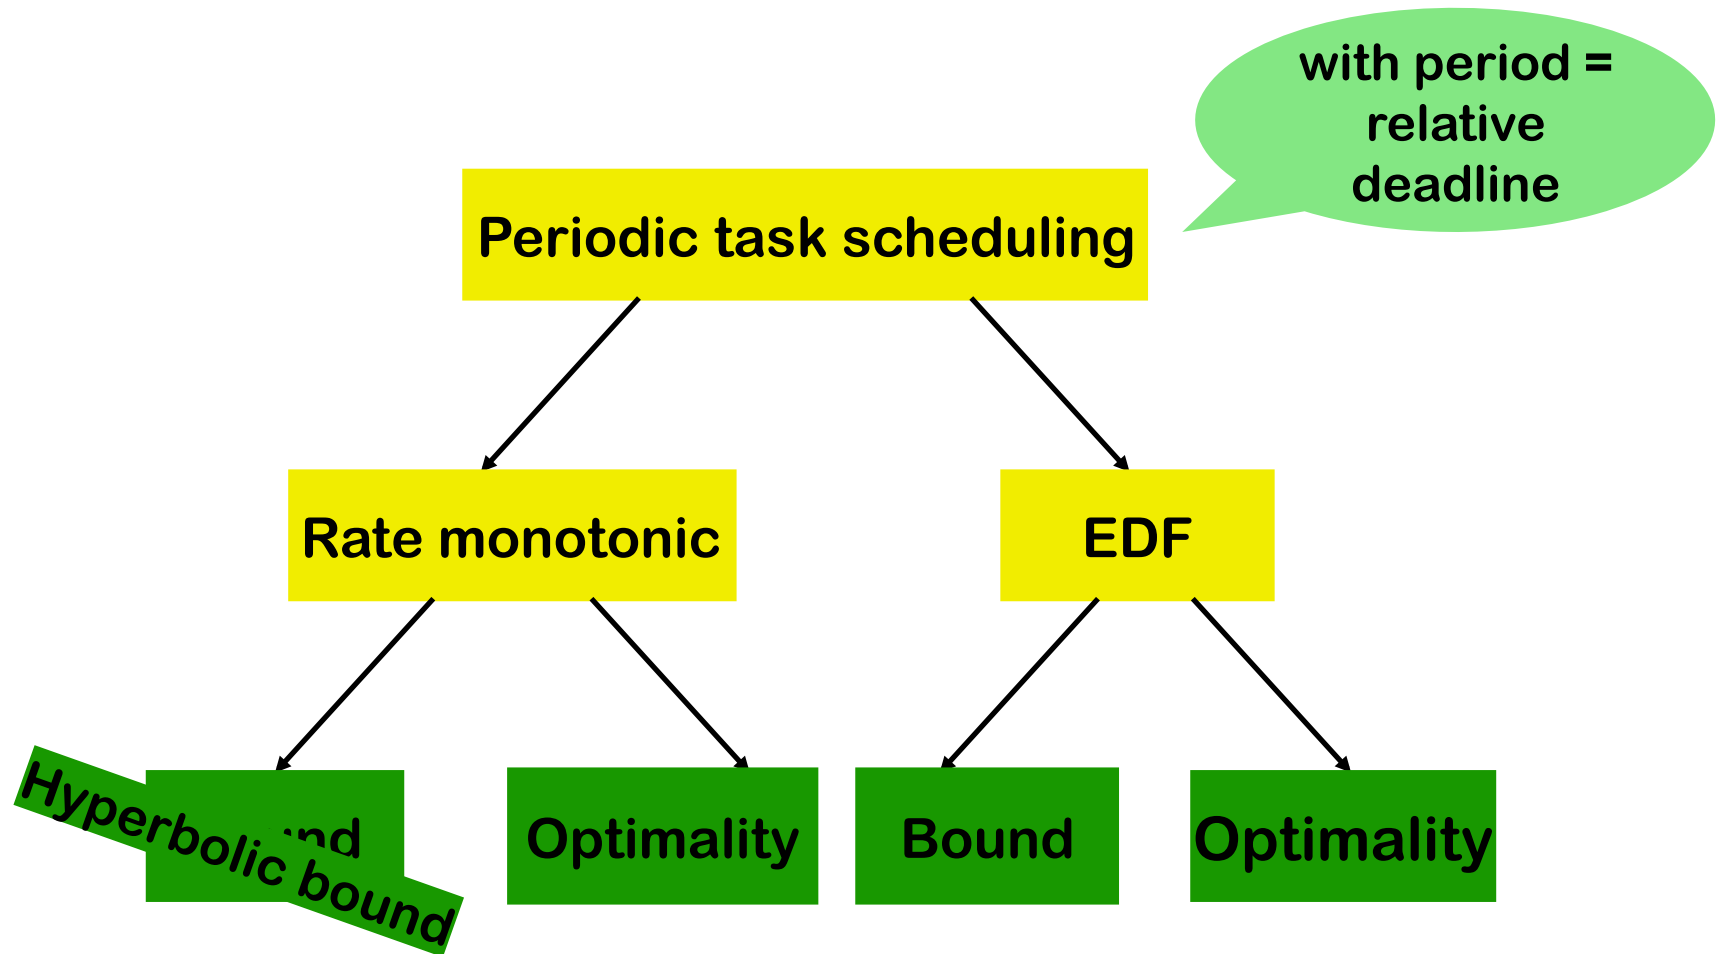 with period =
relative
deadline
Periodic task scheduling
Rate monotonic
EDF
Hyperbolic bound
Optimality
Bound
Optimality